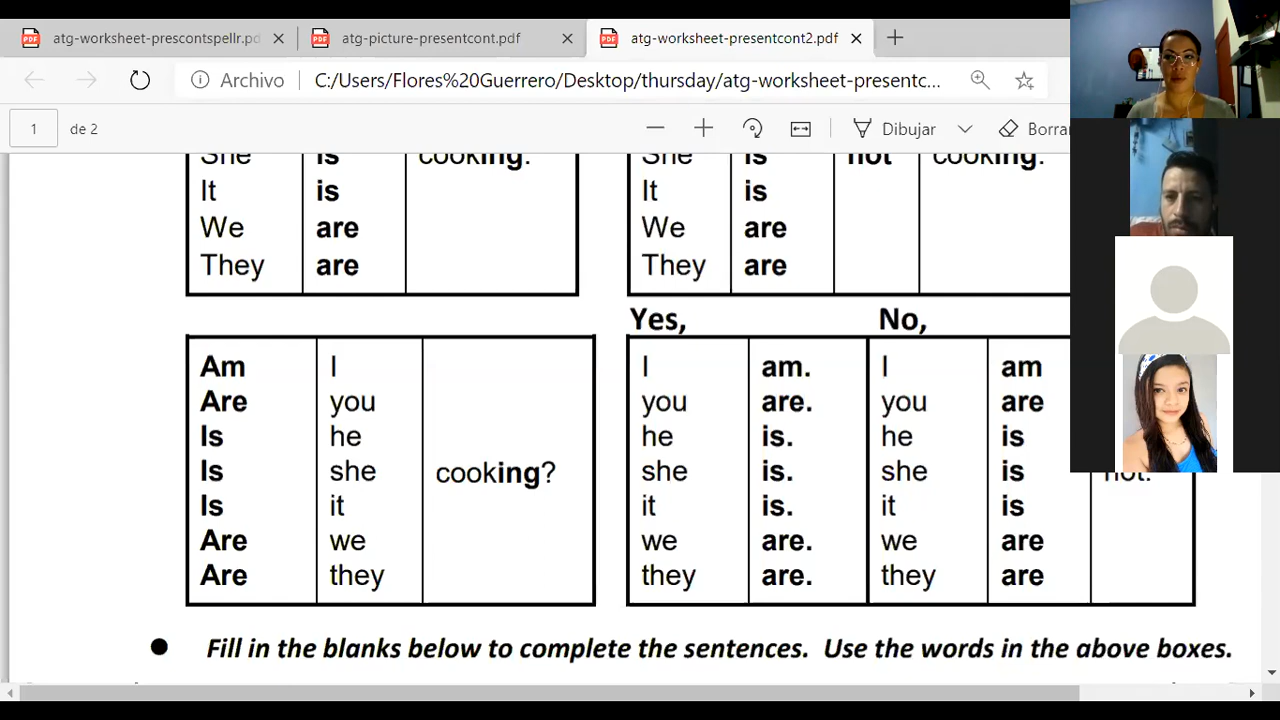 atg-worksheet-prescontspellr.pd
atg-picture-presentcont.pdf
atg-worksheet-presentcont2.pdf
Archivo
C:/Users/Flores%20Guerrero/Desktop/thursday/atg-worksheet-presentc...
1
de 2
Dibujar
Borra
She is cooking.
It is
We are
They are
She is not cooking.
It is
We are
They are
Yes, No,
Am I
Are you
Is he
Is she
cooking?
Is it
Are we
Are they
I am. I am
you are. you are
he is. he is
she is. she is
not.
it is. it is
we are. we are
they are. they are
● Fill in the blanks below to complete the sentences. Use the words in the above boxes.